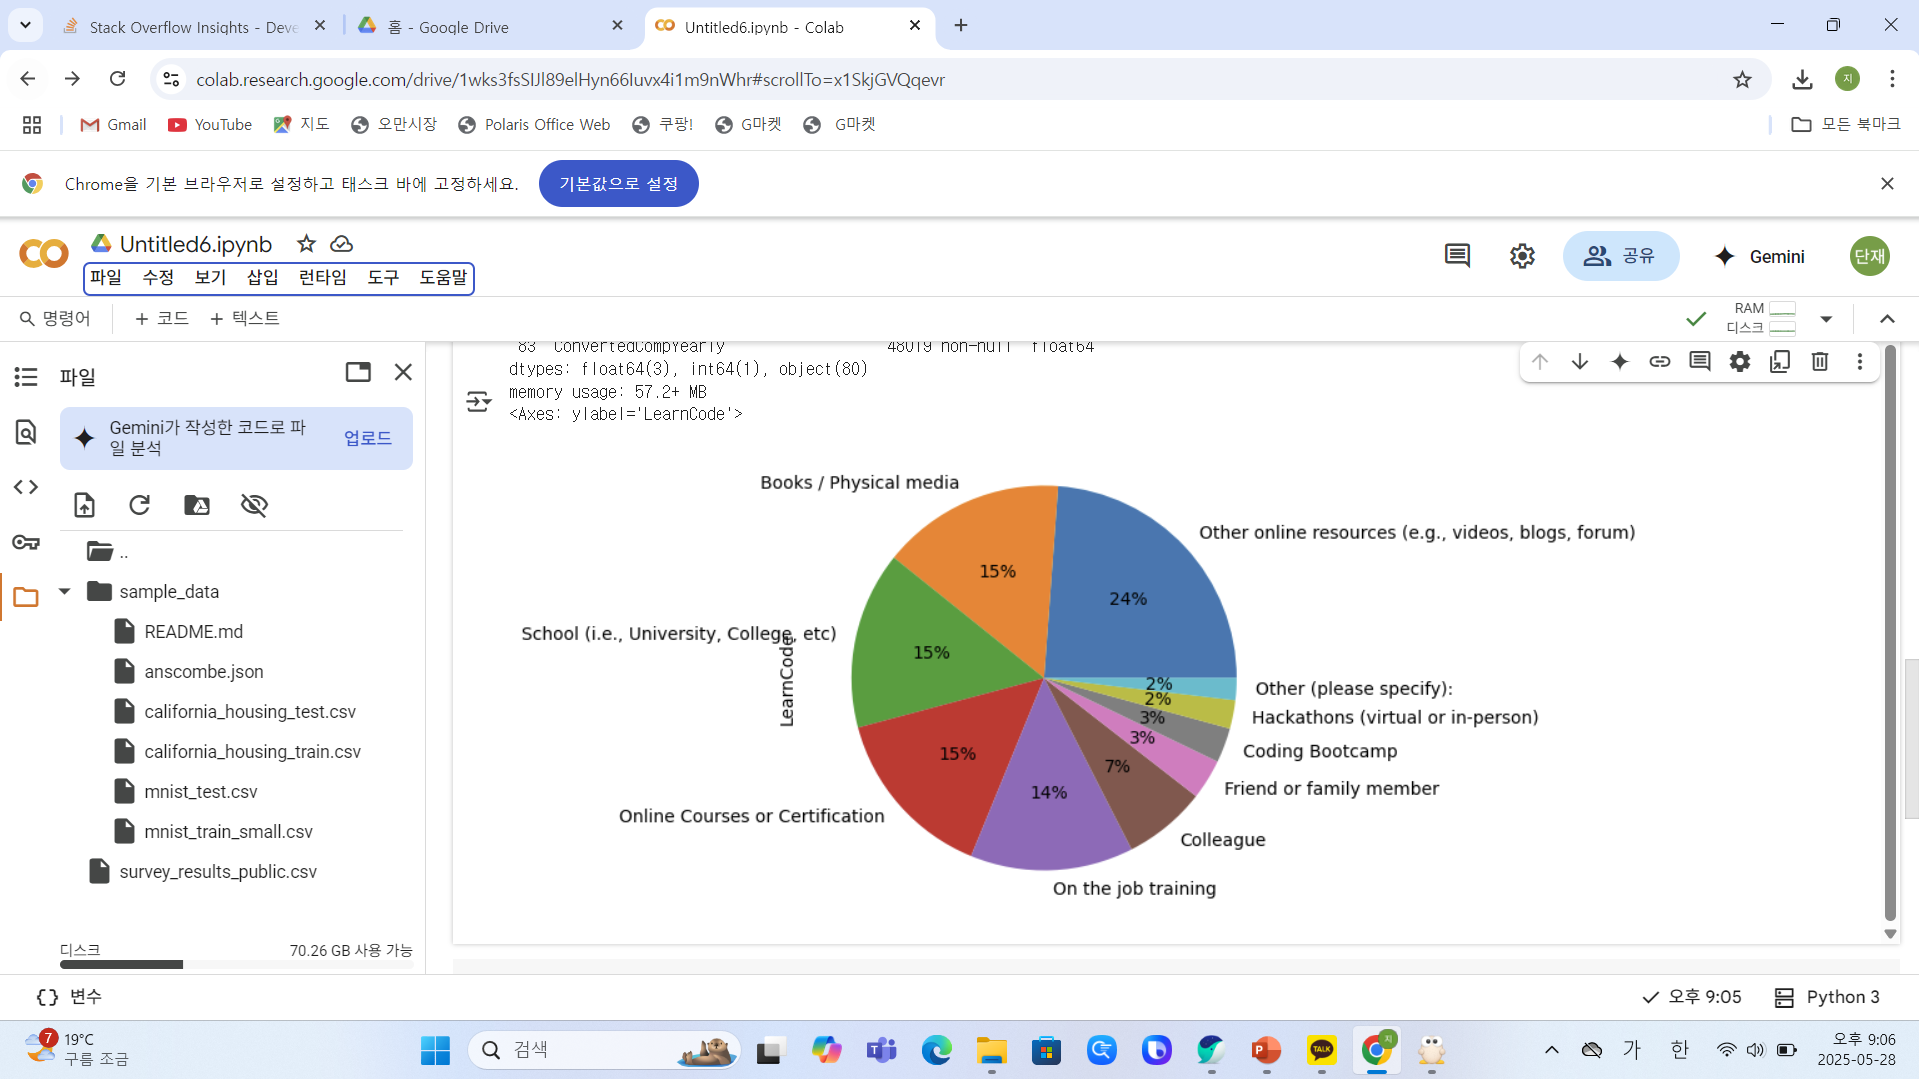 Stack Overflow Insights - Deve
홈 - Google Drive
Untitled6.ipynb - Colab
colab.research.google.com/drive/1wks3fsSIJl89elHyn66Iuvx4i1m9nWhr#scrollTo=x1SkjGVQqevr
지
Gmail
YouTube
지도
오만시장
Polaris Office Web
쿠팡!
G마켓
G마켓
모든 북마크
Chrome을 기본 브라우저로 설정하고 태스크 바에 고정하세요.
기본값으로 설정
Untitled6.ipynb
파일 수정 보기 삽입 런타임 도구 도움말
공유
Gemini
단재
명령어
+ 코드
+ 텍스트
RAM
디스크
파일
Gemini가 작성한 코드로 파
일 분석
업로드
..
sample_data
README.md
anscombe.json
california_housing_test.csv
california_housing_train.csv
mnist_test.csv
mnist_train_small.csv
survey_results_public.csv
디스크
70.26 GB 사용 가능
83 ConvertedCompYearly 48019 non-null float64
dtypes: float64(3), int64(1), object(80)
memory usage: 57.2+ MB
<Axes: ylabel='LearnCode'>
Books / Physical media
Other online resources (e.g., videos, blogs, forum)
15%
24%
School (i.e., University, College, etc)
15%
LearnCode
2%
Other (please specify):
2%
Hackathons (virtual or in-person)
3%
Coding Bootcamp
3%
Friend or family member
15%
7%
14%
Online Courses or Certification
Colleague
On the job training
변수
오후 9:05
Python 3
7
19°C
구름 조금
검색
TALK
지
가
한
오후 9:06
2025-05-28